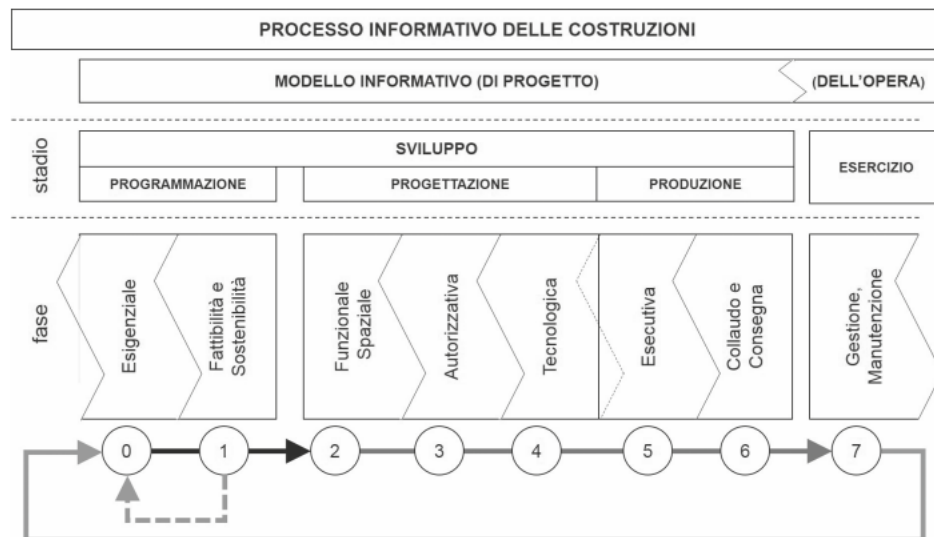 PROCESSO INFORMATIVO DELLE COSTRUZIONI
MODELLO INFORMATIVO (DI PROGETTO)
(DELL'OPERA)
stadio
SVILUPPO
PROGRAMMAZIONE
PROGETTAZIONE
PRODUZIONE
ESERCIZIO
fase
Esigenziale
Fattibilità e
Sostenibilità
Funzionale
Spaziale
Autorizzativa
Tecnologica
Esecutiva
Collaudo e
Consegna
Gestione,
Manutenzione
0
1
2
3
4
5
6
7